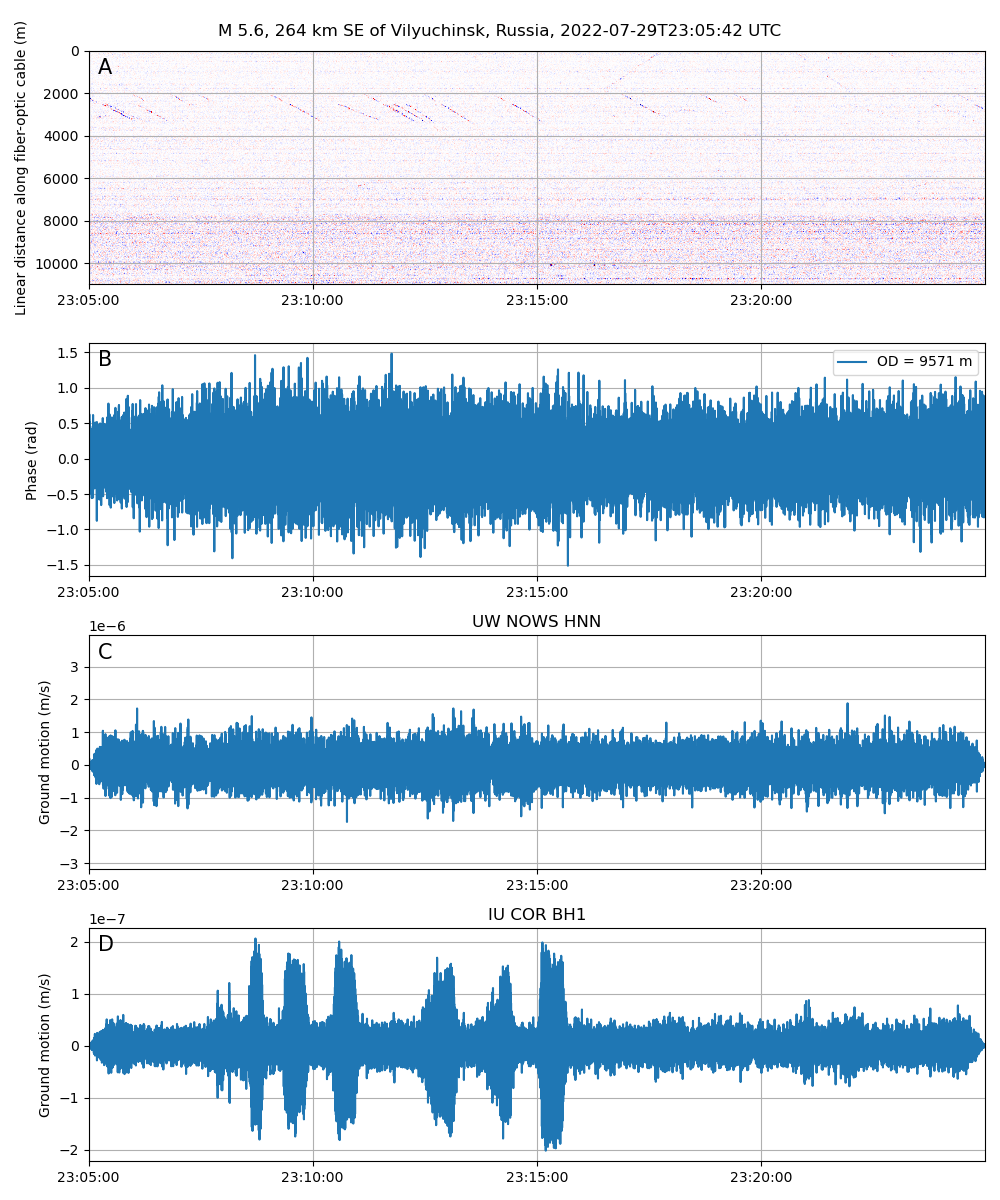 M 5.6, 264 km SE of Vilyuchinsk, Russia, 2022-07-29T23:05:42 UTC
A
Linear distance along fiber-optic cable (m)
0
2000
4000
6000
8000
10000
23:05:00 23:10:00 23:15:00 23:20:00
B
OD = 9571 m
Phase (rad)
1.5
1.0
0.5
0.0
−0.5
−1.0
−1.5
23:05:00 23:10:00 23:15:00 23:20:00
UW NOWS HNN
1e−6
C
Ground motion (m/s)
3
2
1
0
−1
−2
−3
23:05:00 23:10:00 23:15:00 23:20:00
IU COR BH1
1e−7
D
Ground motion (m/s)
2
1
0
−1
−2
23:05:00 23:10:00 23:15:00 23:20:00